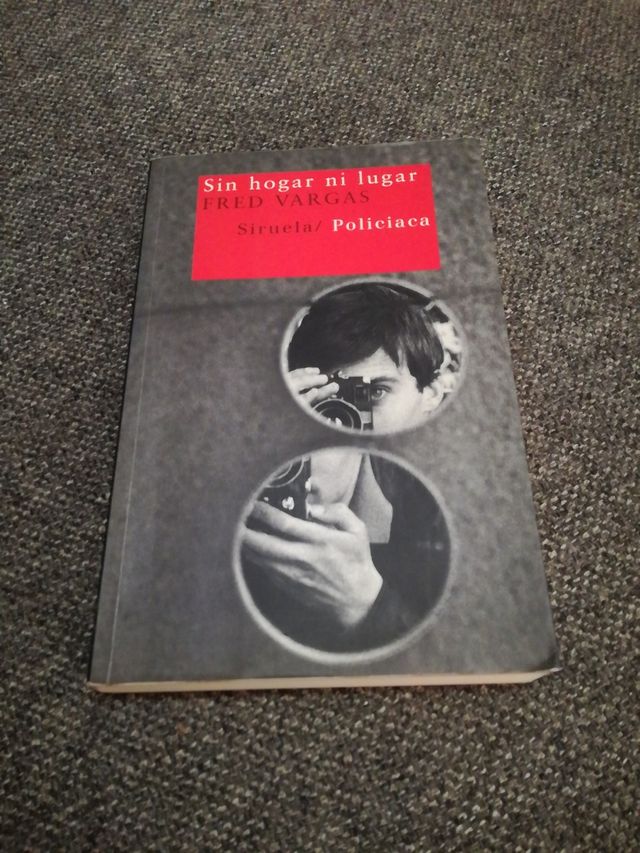 Sin hogar ni lugar
FRED VARGAS
Siruela/ Policiaca